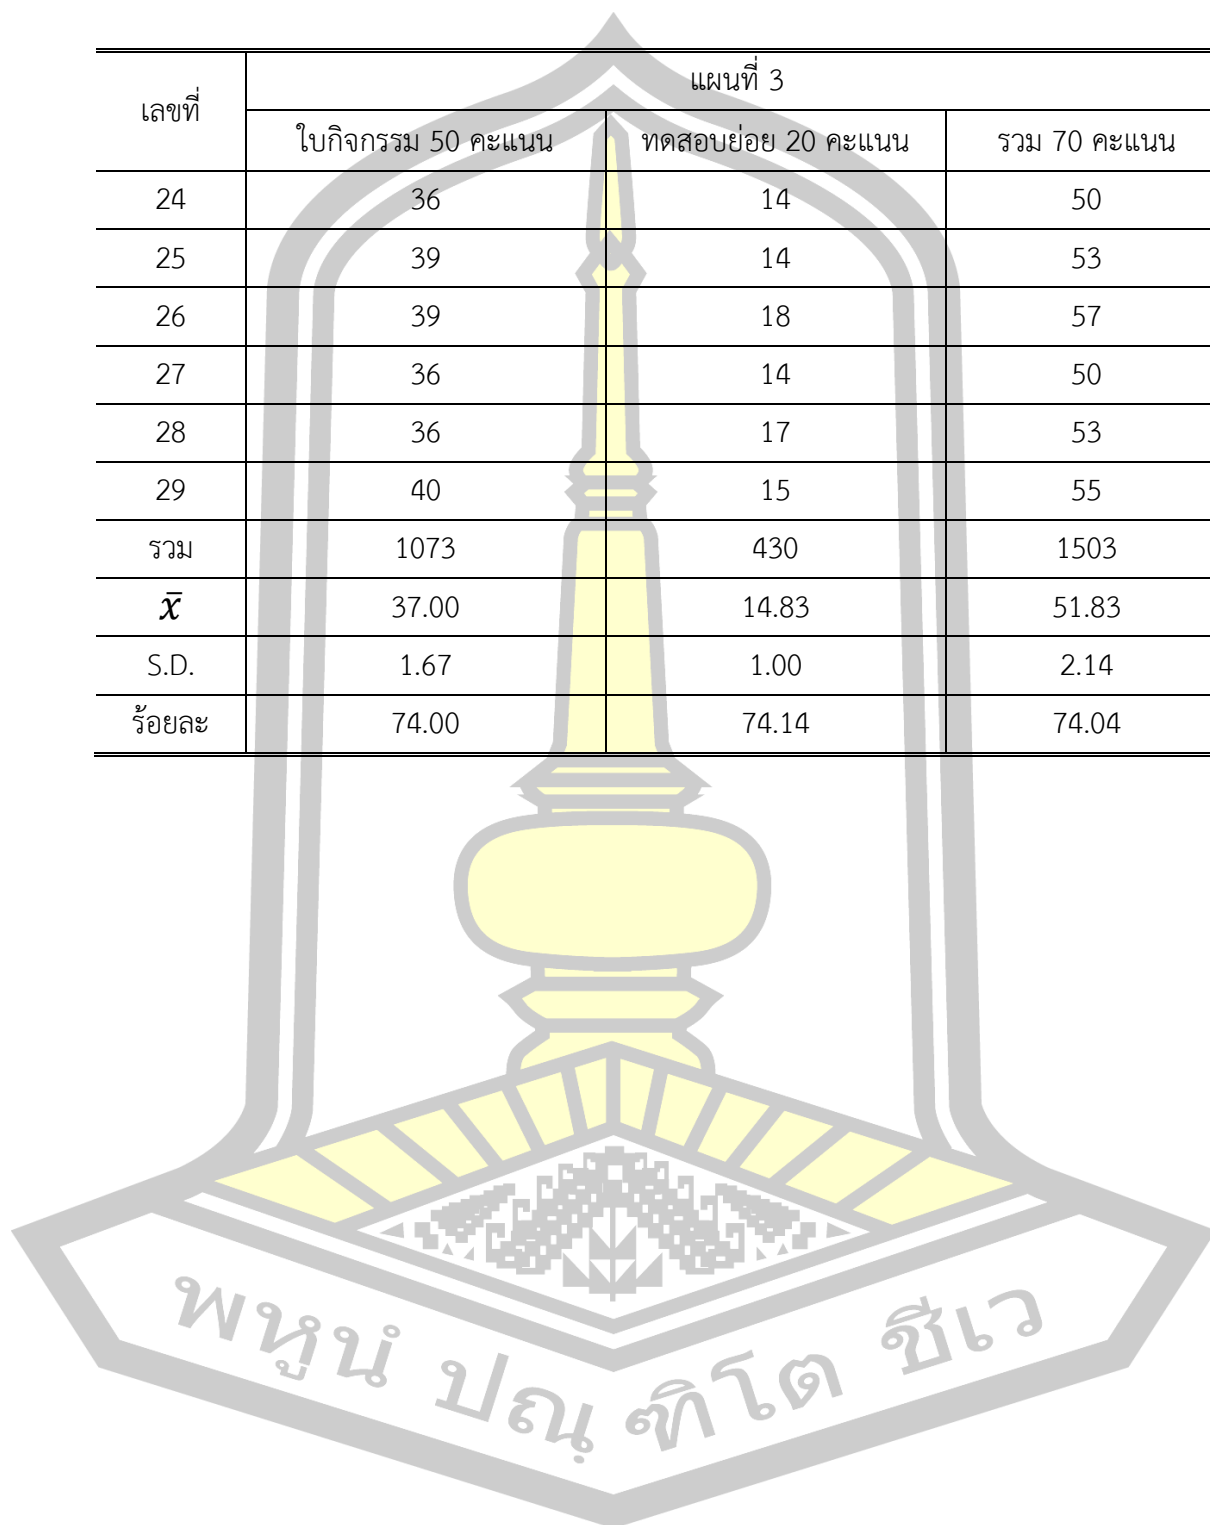 เลขที่ แผนที่ 3
ใบกิจกรรม 50 คะแนน ทดสอบย่อย 20 คะแนน รวม 70 คะแนน
24 36 14 50
25 39 14 53
26 39 18 57
27 36 14 50
28 36 17 53
29 40 15 55
รวม 1073 430 1503
x̄ 37.00 14.83 51.83
S.D. 1.67 1.00 2.14
ร้อยละ 74.00 74.14 74.04
พหูนํ ปณฺฑิโต ชีเว